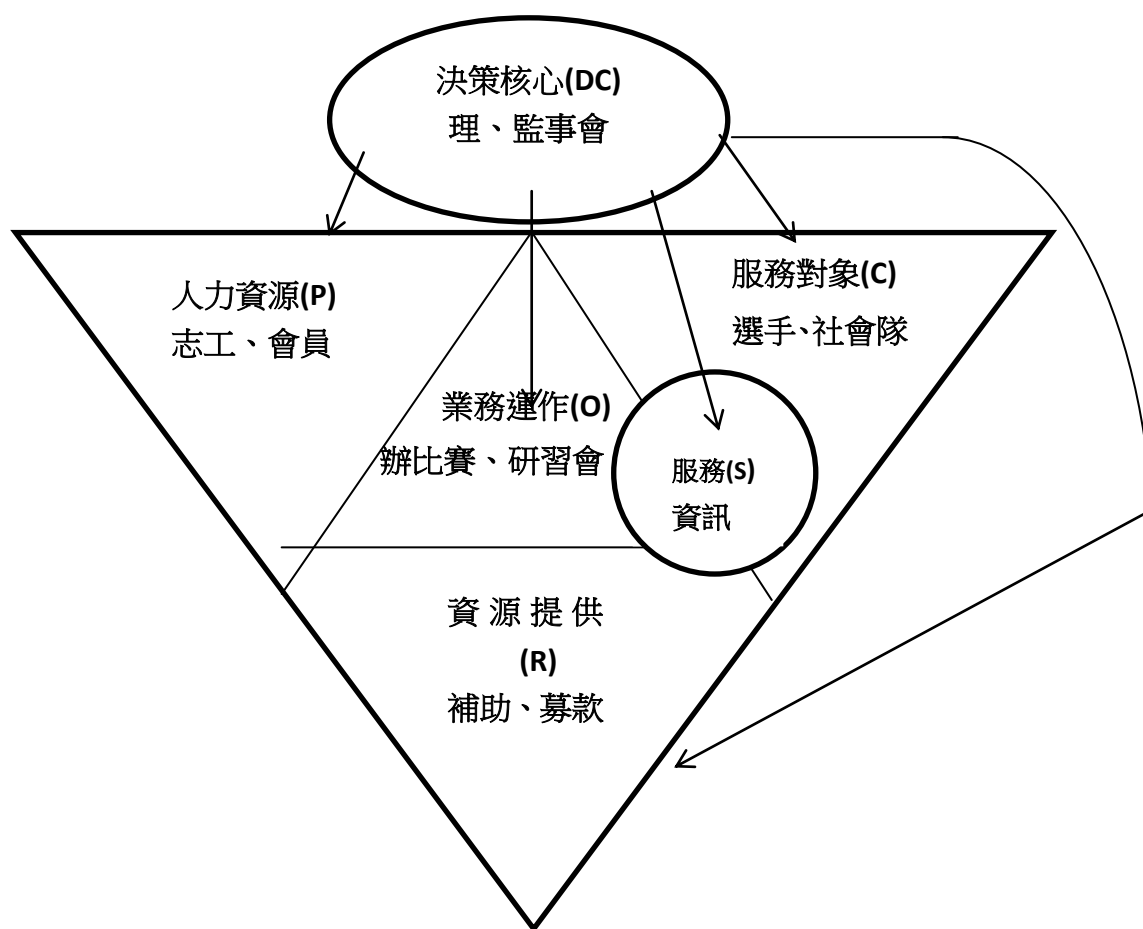 決策核心(DC)
理、監事會
人力資源(P)
志工、會員
服務對象(C)
選手、社會隊
業務運作(O)
辦比賽、研習會
服務(S)
資訊
資 源 提 供
(R)
補助、募款